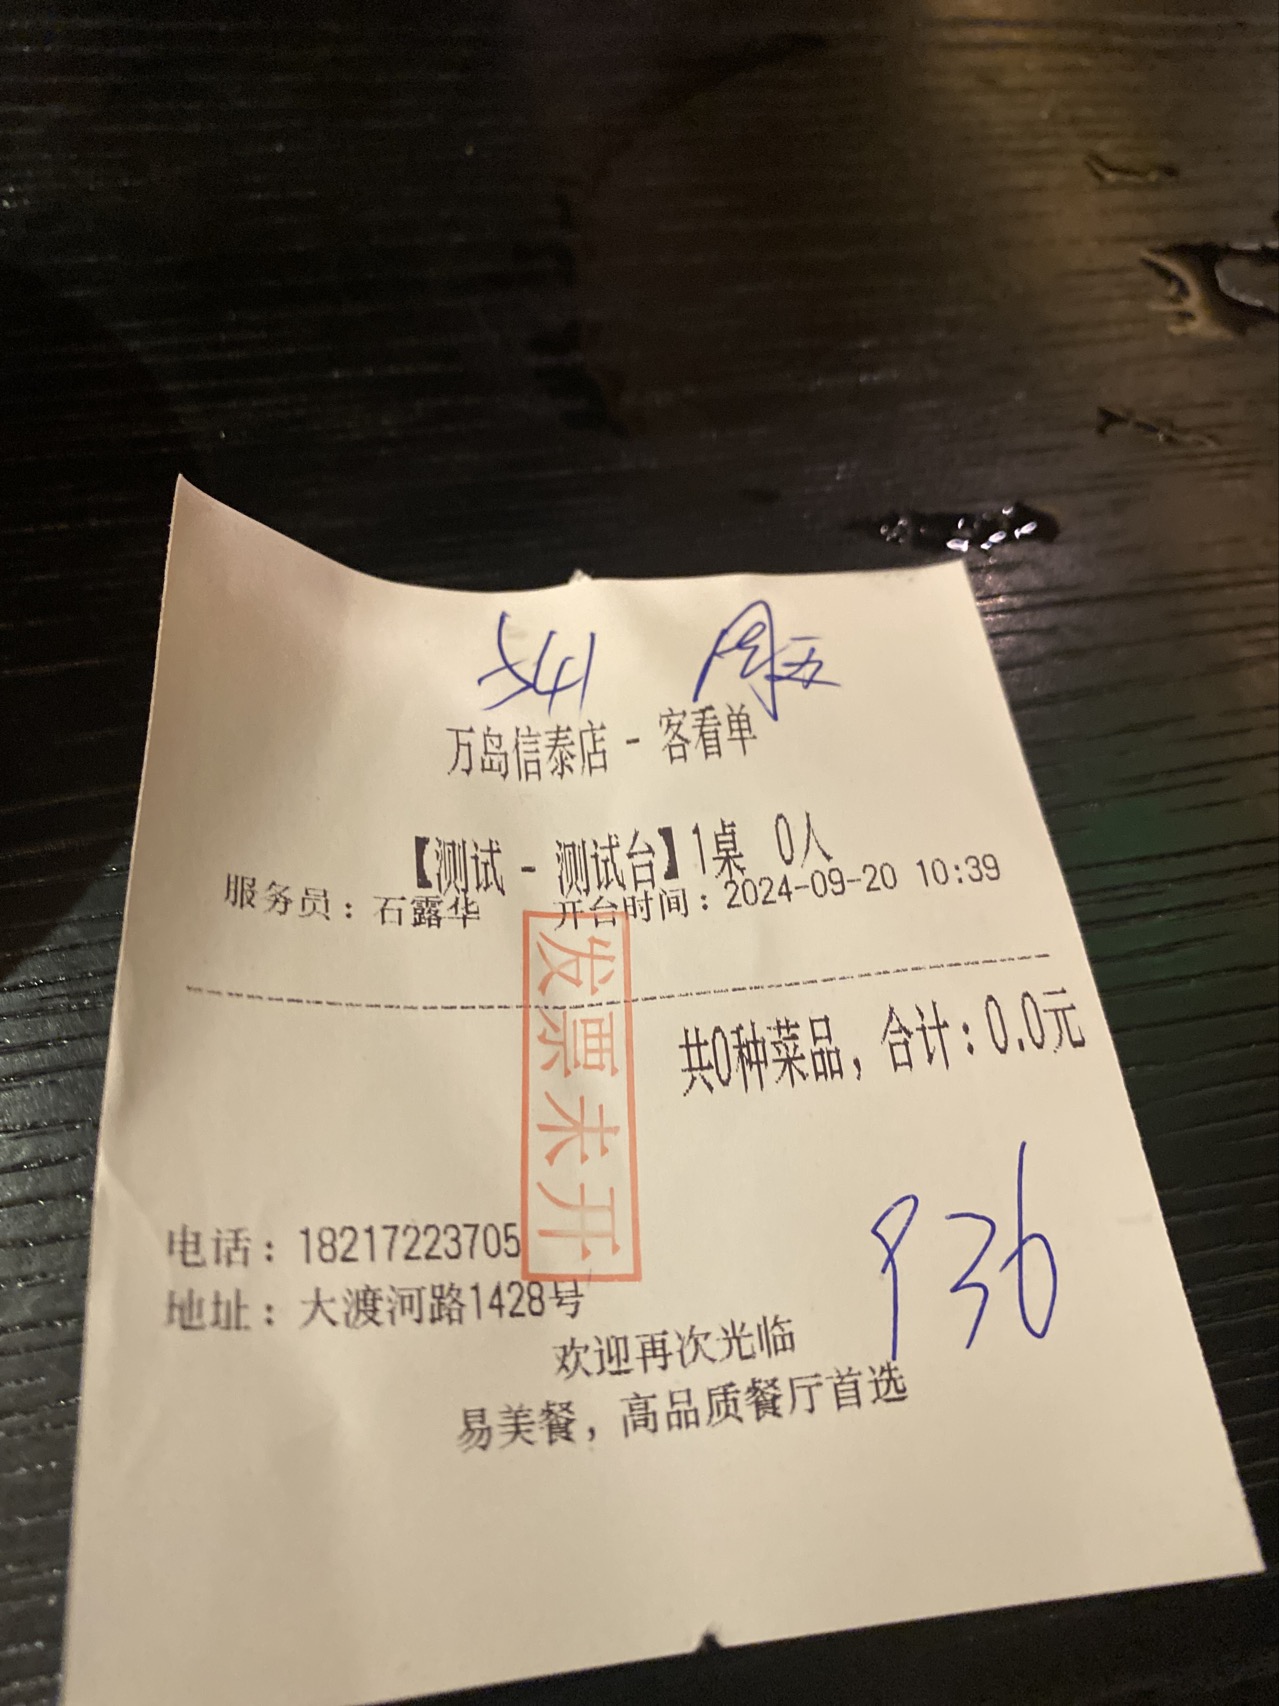 541 周五
万岛信泰店 - 客看单
【测试 - 测试台】1桌 0人
服务员：石露华 开台时间：2024-09-20 10:39
共0种菜品，合计：0.0元
发票未开
电话：18217223705
地址：大渡河路1428号
936
欢迎再次光临
易美餐，高品质餐厅首选